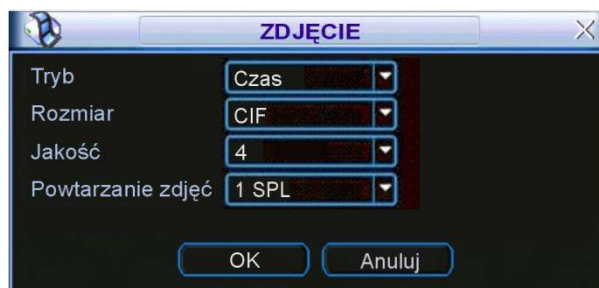 ZDJĘCIE
Tryb Czas
Rozmiar CIF
Jakość 4
Powtarzanie zdjęć 1 SPL
OK Anuluj